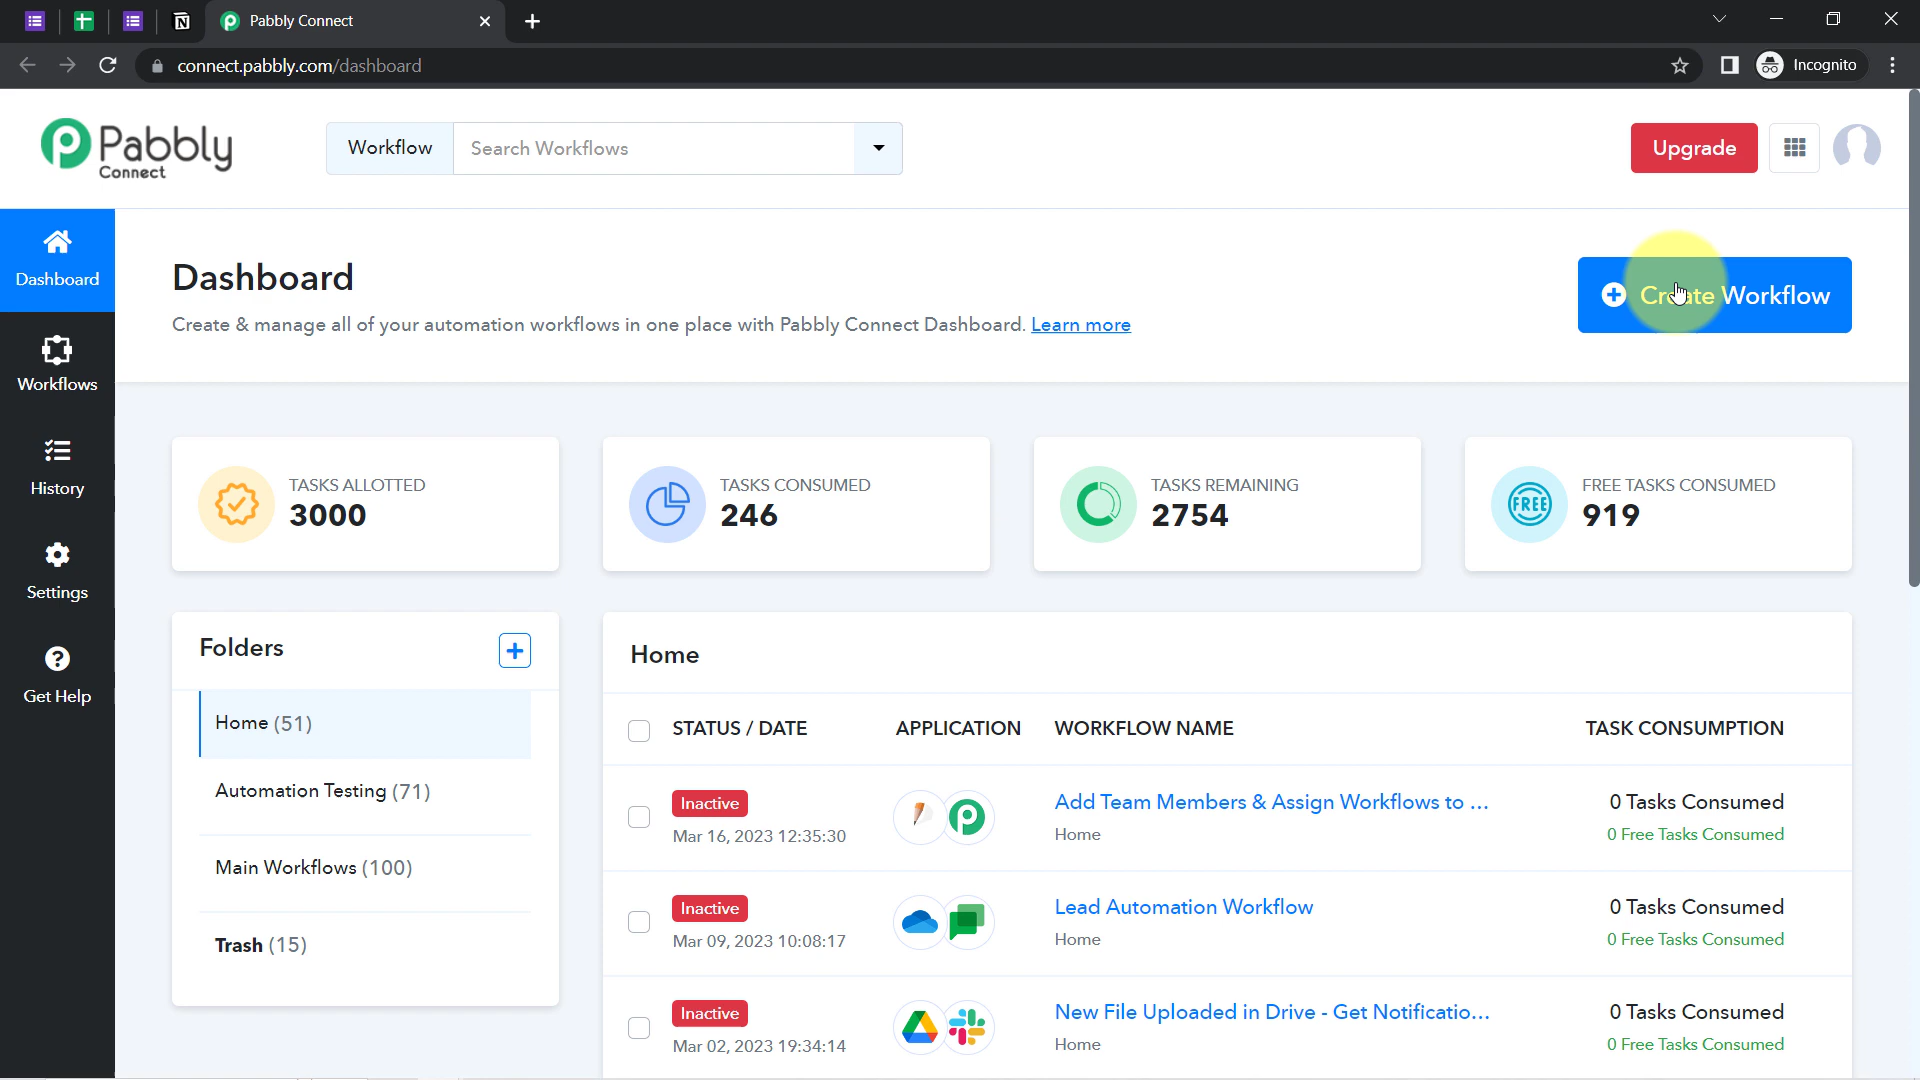 Pabbly Connect
connect.pabbly.com/dashboard
Incognito
Pabbly
Connect
Workflow
Search Workflows
Upgrade
Dashboard
Workflows
History
Settings
Get Help
Dashboard
Create & manage all of your automation workflows in one place with Pabbly Connect Dashboard. Learn more
Create Workflow
TASKS ALLOTTED
3000
TASKS CONSUMED
246
TASKS REMAINING
2754
FREE
FREE TASKS CONSUMED
919
Folders
Home (51)
Automation Testing (71)
Main Workflows (100)
Trash (15)
Home
STATUS / DATE APPLICATION WORKFLOW NAME TASK CONSUMPTION
Inactive
Mar 16, 2023 12:35:30
Add Team Members & Assign Workflows to ...
Home
0 Tasks Consumed
0 Free Tasks Consumed
Inactive
Mar 09, 2023 10:08:17
Lead Automation Workflow
Home
0 Tasks Consumed
0 Free Tasks Consumed
Inactive
Mar 02, 2023 19:34:14
New File Uploaded in Drive - Get Notificatio...
Home
0 Tasks Consumed
0 Free Tasks Consumed